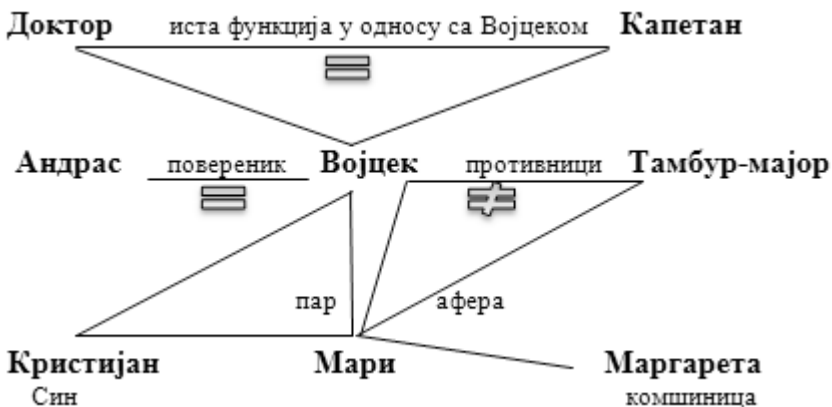 Доктор иста функција у односу са Војцеком Капетан
Андрас повереник Војцек противници Тамбур-мајор
пар афера
Кристијан Мари Маргарета
Син комшиница